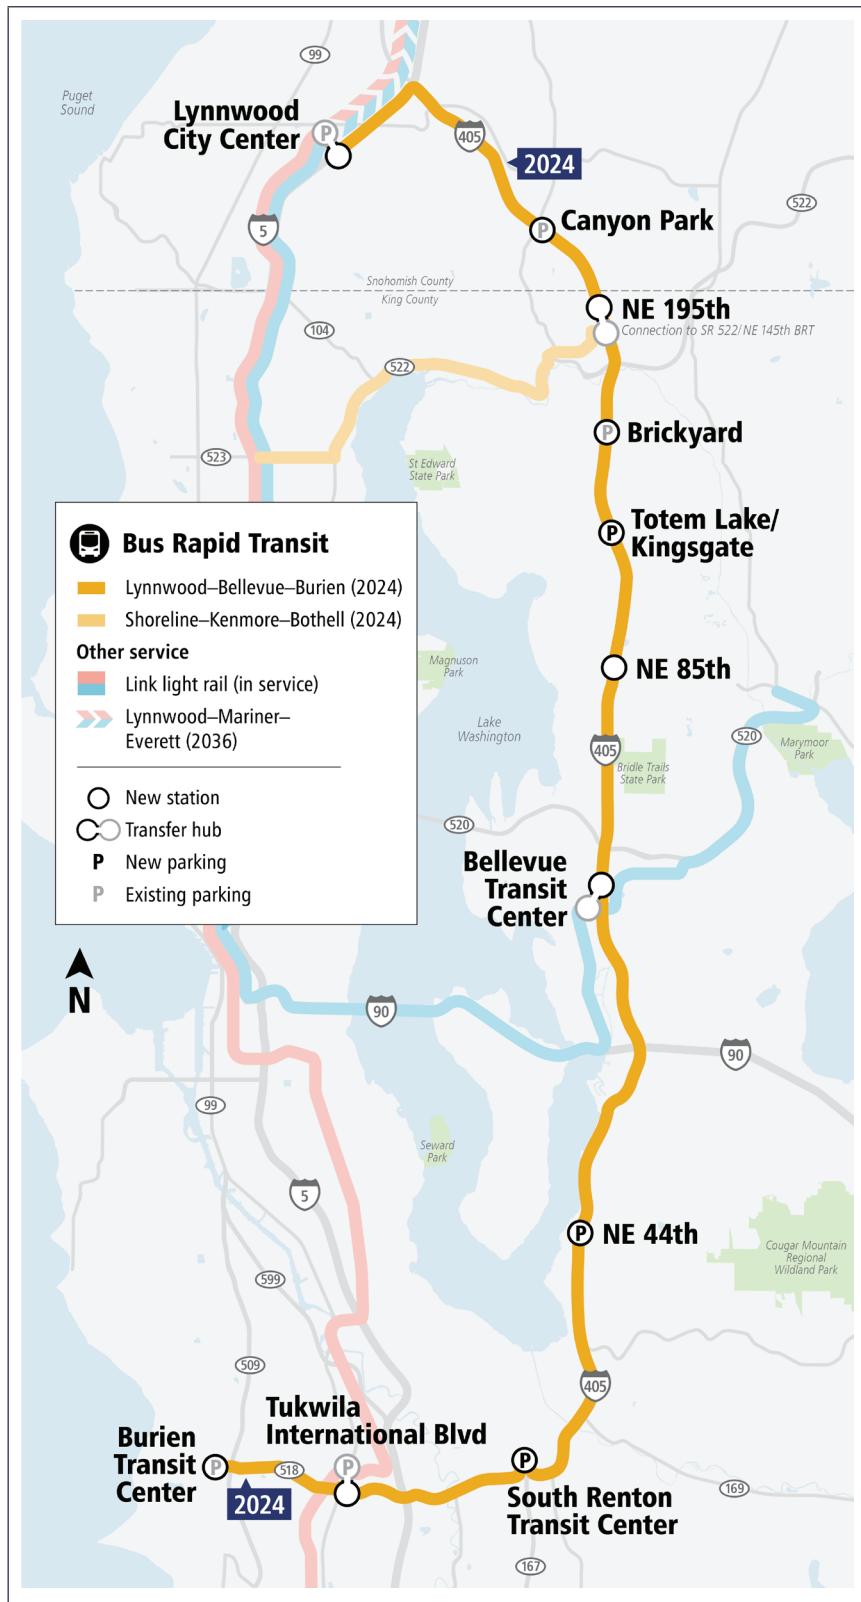 99
Puget
Sound
Lynnwood
City Center
P
405
2024
5
P
Canyon Park
522
Snohomish County
King County
NE 195th
Connection to SR 522/NE 145th BRT
104
522
P
Brickyard
523
St Edward
State Park
P
Totem Lake/
Kingsgate
Bus Rapid Transit
Lynnwood–Bellevue–Burien (2024)
Shoreline–Kenmore–Bothell (2024)
Other service
Link light rail (in service)
Lynnwood–Mariner–
Everett (2036)
New station
Transfer hub
P New parking
P Existing parking
Magnuson
Park
NE 85th
Lake
Washington
405
Bridle Trails
State Park
520
Marymoor
Park
520
Bellevue
Transit
Center
N
90
90
99
Seward
Park
5
P
NE 44th
Cougar Mountain
Regional
Wildland Park
599
509
405
Tukwila
International Blvd
Burien
Transit
Center
P
518
P
P
2024
South Renton
Transit Center
169
167